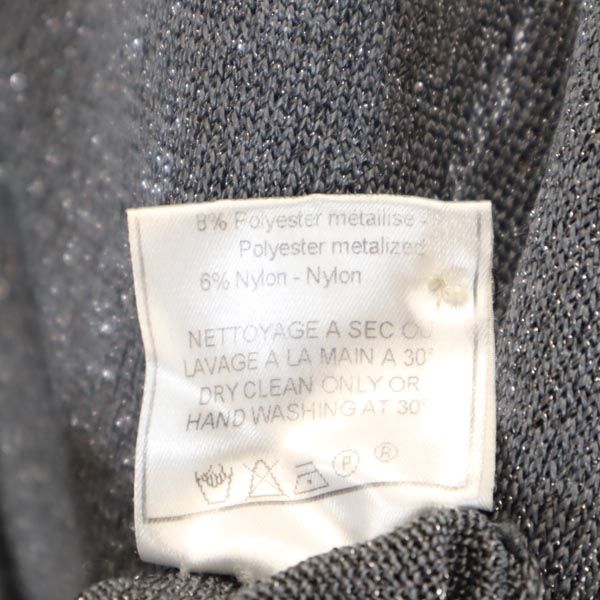 8% Polyester métallisé -
Polyester metalized
6% Nylon - Nylon
NETTOYAGE A SEC OU
LAVAGE A LA MAIN A 30°
DRY CLEAN ONLY OR
HAND WASHING AT 30°
P ®